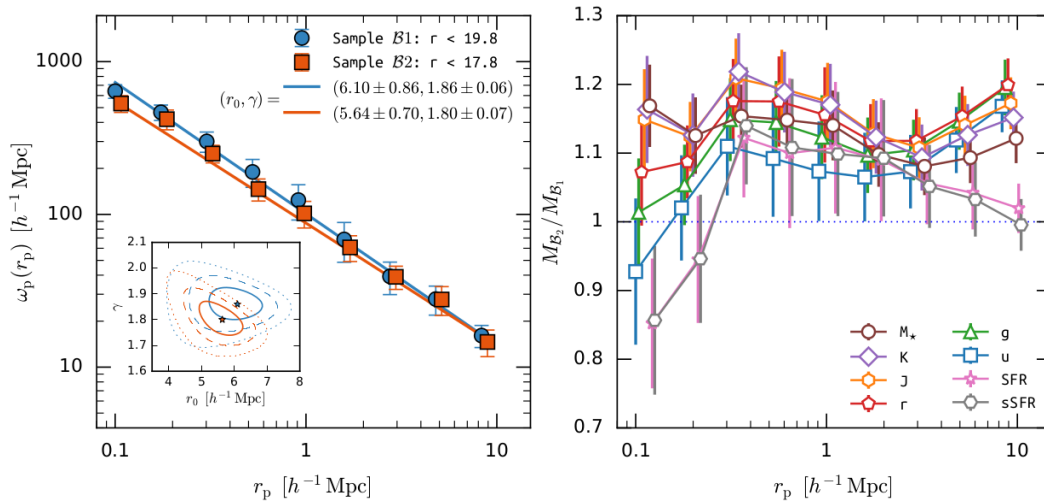 Sample B1: r < 19.8
Sample B2: r < 17.8
(r₀, γ) =
(6.10 ± 0.86, 1.86 ± 0.06)
(5.64 ± 0.70, 1.80 ± 0.07)
1000
100
10
ωₚ(rₚ) [h⁻¹ Mpc]
0.1
1
10
rₚ [h⁻¹ Mpc]
2.1
2.0
1.9
1.8
1.7
1.6
γ
4
5
6
7
8
r₀ [h⁻¹ Mpc]
1.3
1.2
1.1
1
0.9
0.8
0.7
M_B₂/M_B₁
M⋆
K
J
r
g
u
SFR
sSFR
0.1
1
10
rₚ [h⁻¹ Mpc]